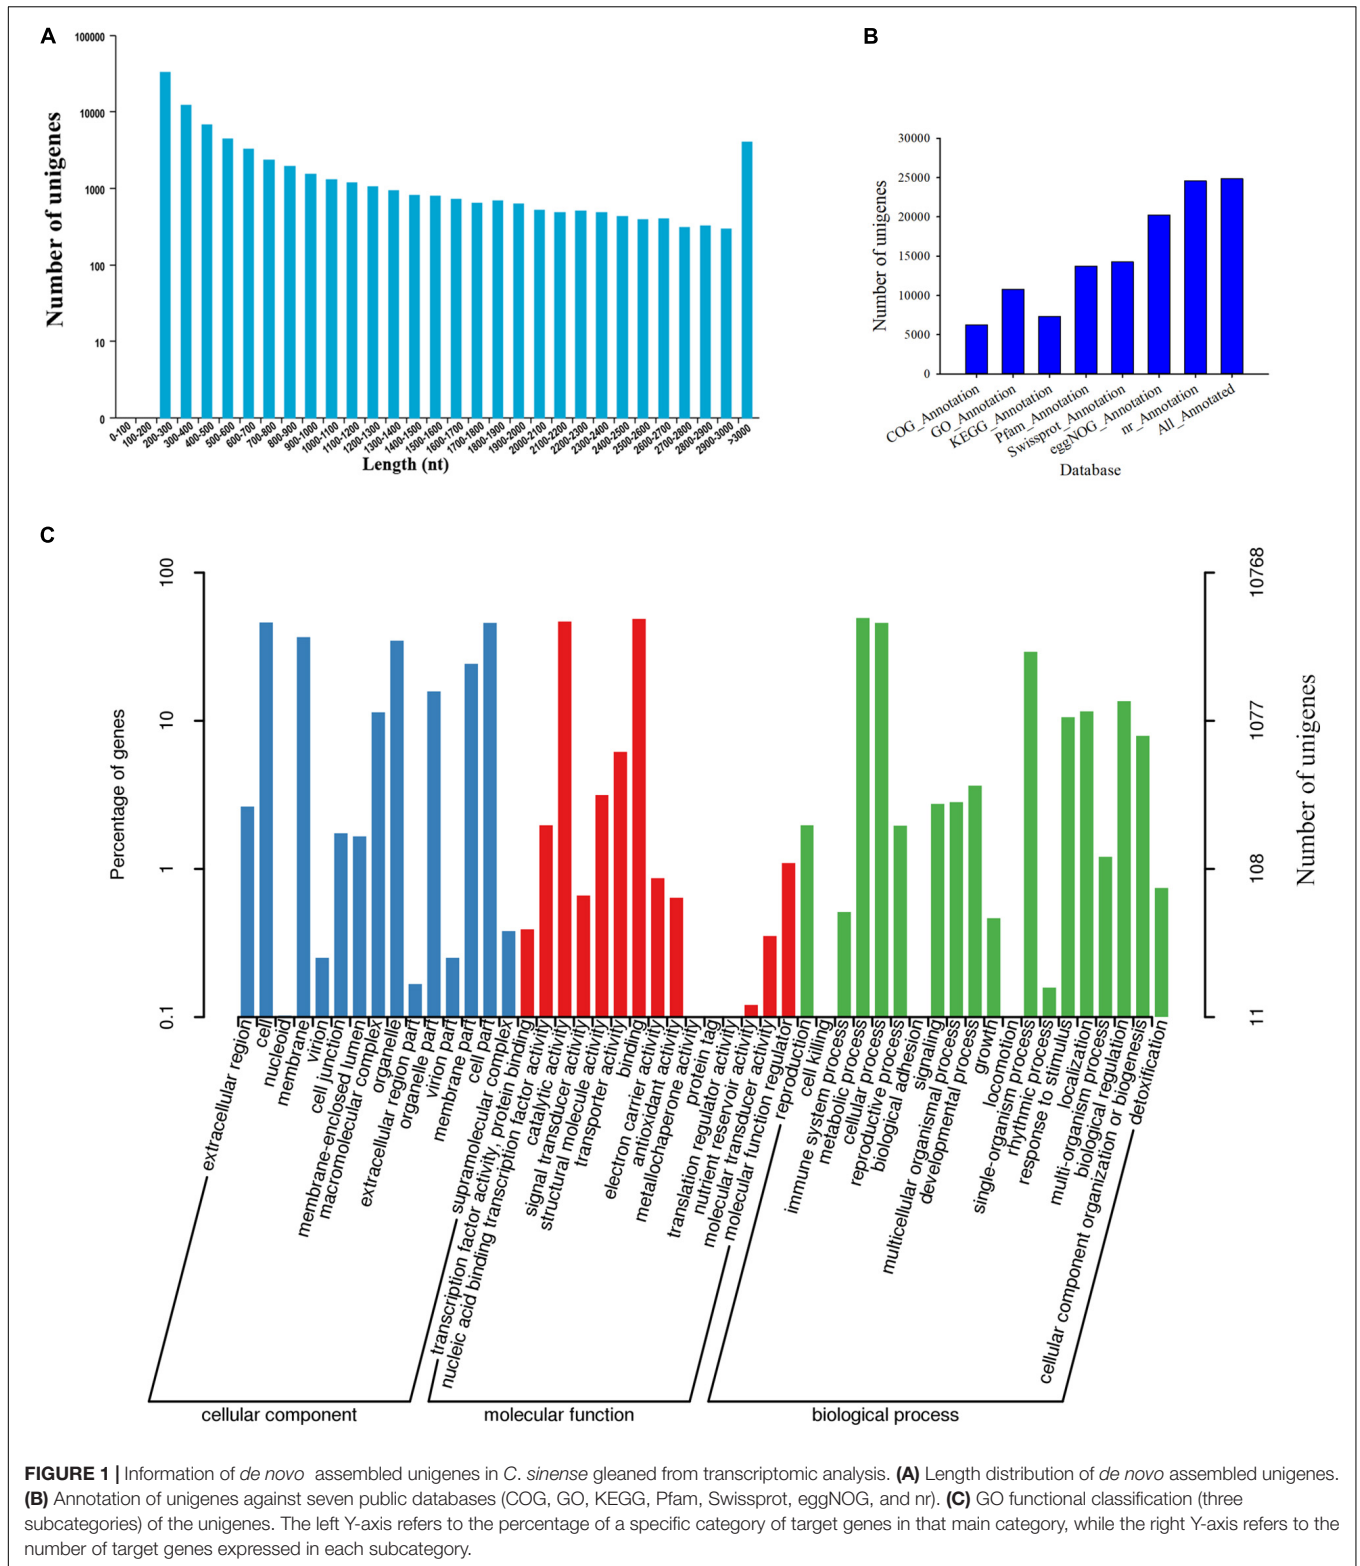 A
100000
10000
1000
100
10
0
Number of unigenes
0-100
100-200
200-300
300-400
400-500
500-600
600-700
700-800
800-900
900-1000
1000-1100
1100-1200
1200-1300
1300-1400
1400-1500
1500-1600
1600-1700
1700-1800
1800-1900
1900-2000
2000-2100
2100-2200
2200-2300
2300-2400
2400-2500
2500-2600
2600-2700
2700-2800
2800-2900
2900-3000
>3000
Length (nt)
B
30000
25000
20000
15000
10000
5000
0
Number of unigenes
COG_Annotation
GO_Annotation
KEGG_Annotation
Pfam_Annotation
Swissprot_Annotation
eggNOG_Annotation
nr_Annotation
All_Annotated
Database
C
100
10
1
0.1
Percentage of genes
10768
1077
108
11
Number of unigenes
extracellular region
cell
nucleoid
membrane
virion
cell junction
membrane-enclosed lumen
macromolecular complex
organelle
extracellular region part
organelle part
virion part
membrane part
cell part
supramolecular complex
transcription factor activity, protein binding
nucleic acid binding transcription factor activity
catalytic activity
signal transducer activity
structural molecule activity
transporter activity
binding
electron carrier activity
antioxidant activity
metallochaperone activity
protein tag
translation regulator activity
nutrient reservoir activity
molecular transducer activity
molecular function regulator
reproduction
cell killing
immune system process
metabolic process
cellular process
reproductive process
biological adhesion
signaling
multicellular organismal process
developmental process
growth
locomotion
single-organism process
rhythmic process
response to stimulus
localization
multi-organism process
biological regulation
cellular component organization or biogenesis
detoxification
cellular component
molecular function
biological process
FIGURE 1 | Information of de novo assembled unigenes in C. sinense gleaned from transcriptomic analysis. (A) Length distribution of de novo assembled unigenes.
(B) Annotation of unigenes against seven public databases (COG, GO, KEGG, Pfam, Swissprot, eggNOG, and nr). (C) GO functional classification (three
subcategories) of the unigenes. The left Y-axis refers to the percentage of a specific category of target genes in that main category, while the right Y-axis refers to the
number of target genes expressed in each subcategory.